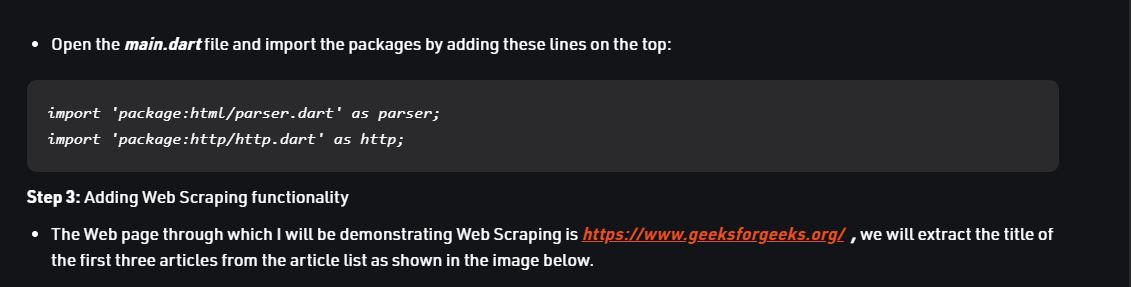 • Open the main.dart file and import the packages by adding these lines on the top:
import 'package:html/parser.dart' as parser;
import 'package:http/http.dart' as http;
Step 3: Adding Web Scraping functionality
• The Web page through which I will be demonstrating Web Scraping is https://www.geeksforgeeks.org/ , we will extract the title of
the first three articles from the article list as shown in the image below.